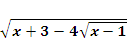 √(x + 3 − 4√(x − 1))